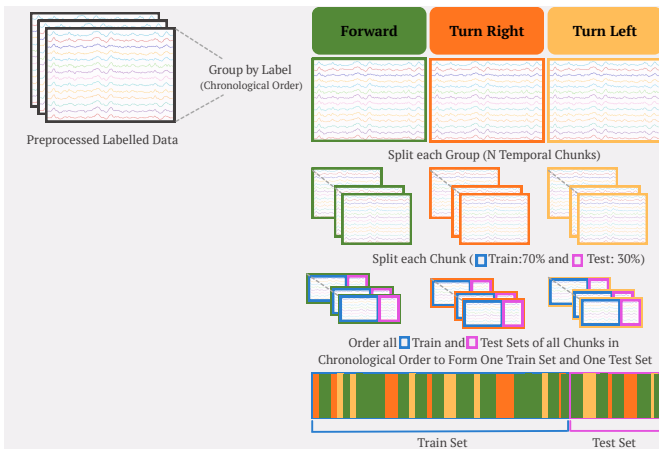 Forward
Turn Right
Turn Left
Group by Label
(Chronological Order)
Preprocessed Labelled Data
Split each Group (N Temporal Chunks)
Split each Chunk ( Train:70% and Test: 30%)
Order all Train and Test Sets of all Chunks in
Chronological Order to Form One Train Set and One Test Set
Train Set
Test Set